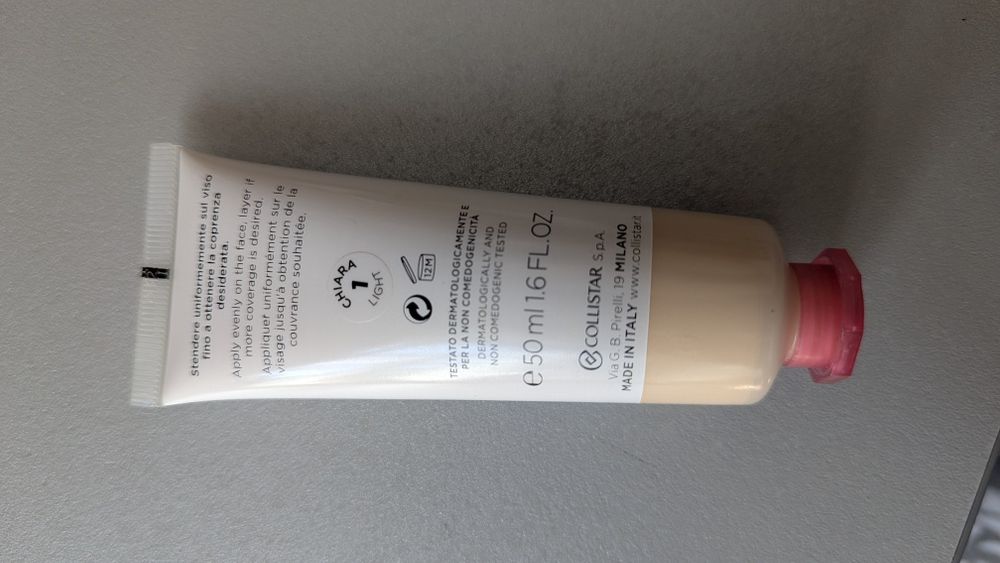 Stendere uniformemente sul viso
fino a ottenere la coprenza
desiderata.
Apply evenly on the face, layer if
more coverage is desired.
Appliquer uniformément sur le
visage jusqu'à obtention de la
couvrance souhaitée.
CHIARA
1
LIGHT
12M
TESTATO DERMATOLOGICAMENTE E
PER LA NON COMEDOGENICITÀ
DERMATOLOGICALLY AND
NON COMEDOGENIC TESTED
e 50 ml 1.6 FL.OZ.
COLLISTAR S.p.A.
Via G. B. Pirelli, 19 MILANO
MADE IN ITALY www.collistar.it